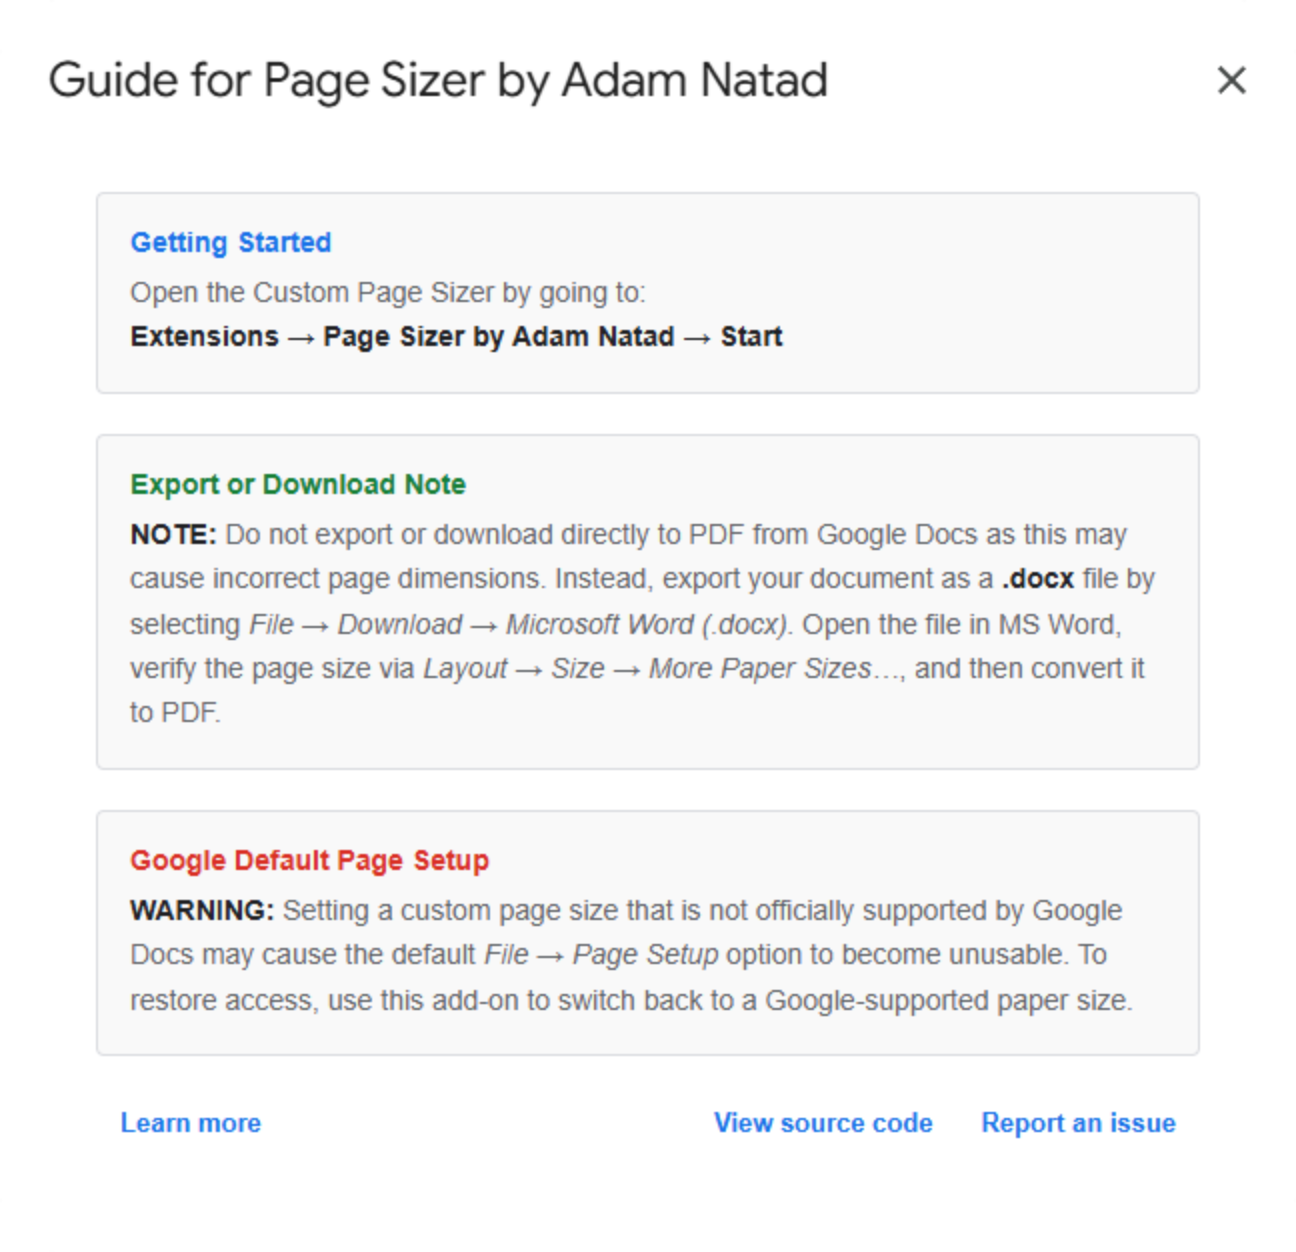 Guide for Page Sizer by Adam Natad
Getting Started
Open the Custom Page Sizer by going to:
Extensions → Page Sizer by Adam Natad → Start
Export or Download Note
NOTE: Do not export or download directly to PDF from Google Docs as this may
cause incorrect page dimensions. Instead, export your document as a .docx file by
selecting File → Download → Microsoft Word (.docx). Open the file in MS Word,
verify the page size via Layout → Size → More Paper Sizes…, and then convert it
to PDF.
Google Default Page Setup
WARNING: Setting a custom page size that is not officially supported by Google
Docs may cause the default File → Page Setup option to become unusable. To
restore access, use this add-on to switch back to a Google-supported paper size.
Learn more View source code Report an issue